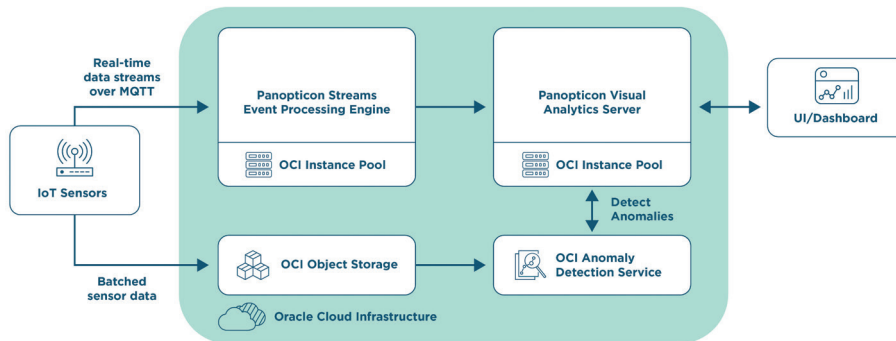 Real-time
data streams
over MQTT
IoT Sensors
Batched
sensor data
Panopticon Streams
Event Processing Engine
OCI Instance Pool
Panopticon Visual
Analytics Server
OCI Instance Pool
UI/Dashboard
Detect
Anomalies
OCI Object Storage
OCI Anomaly
Detection Service
Oracle Cloud Infrastructure